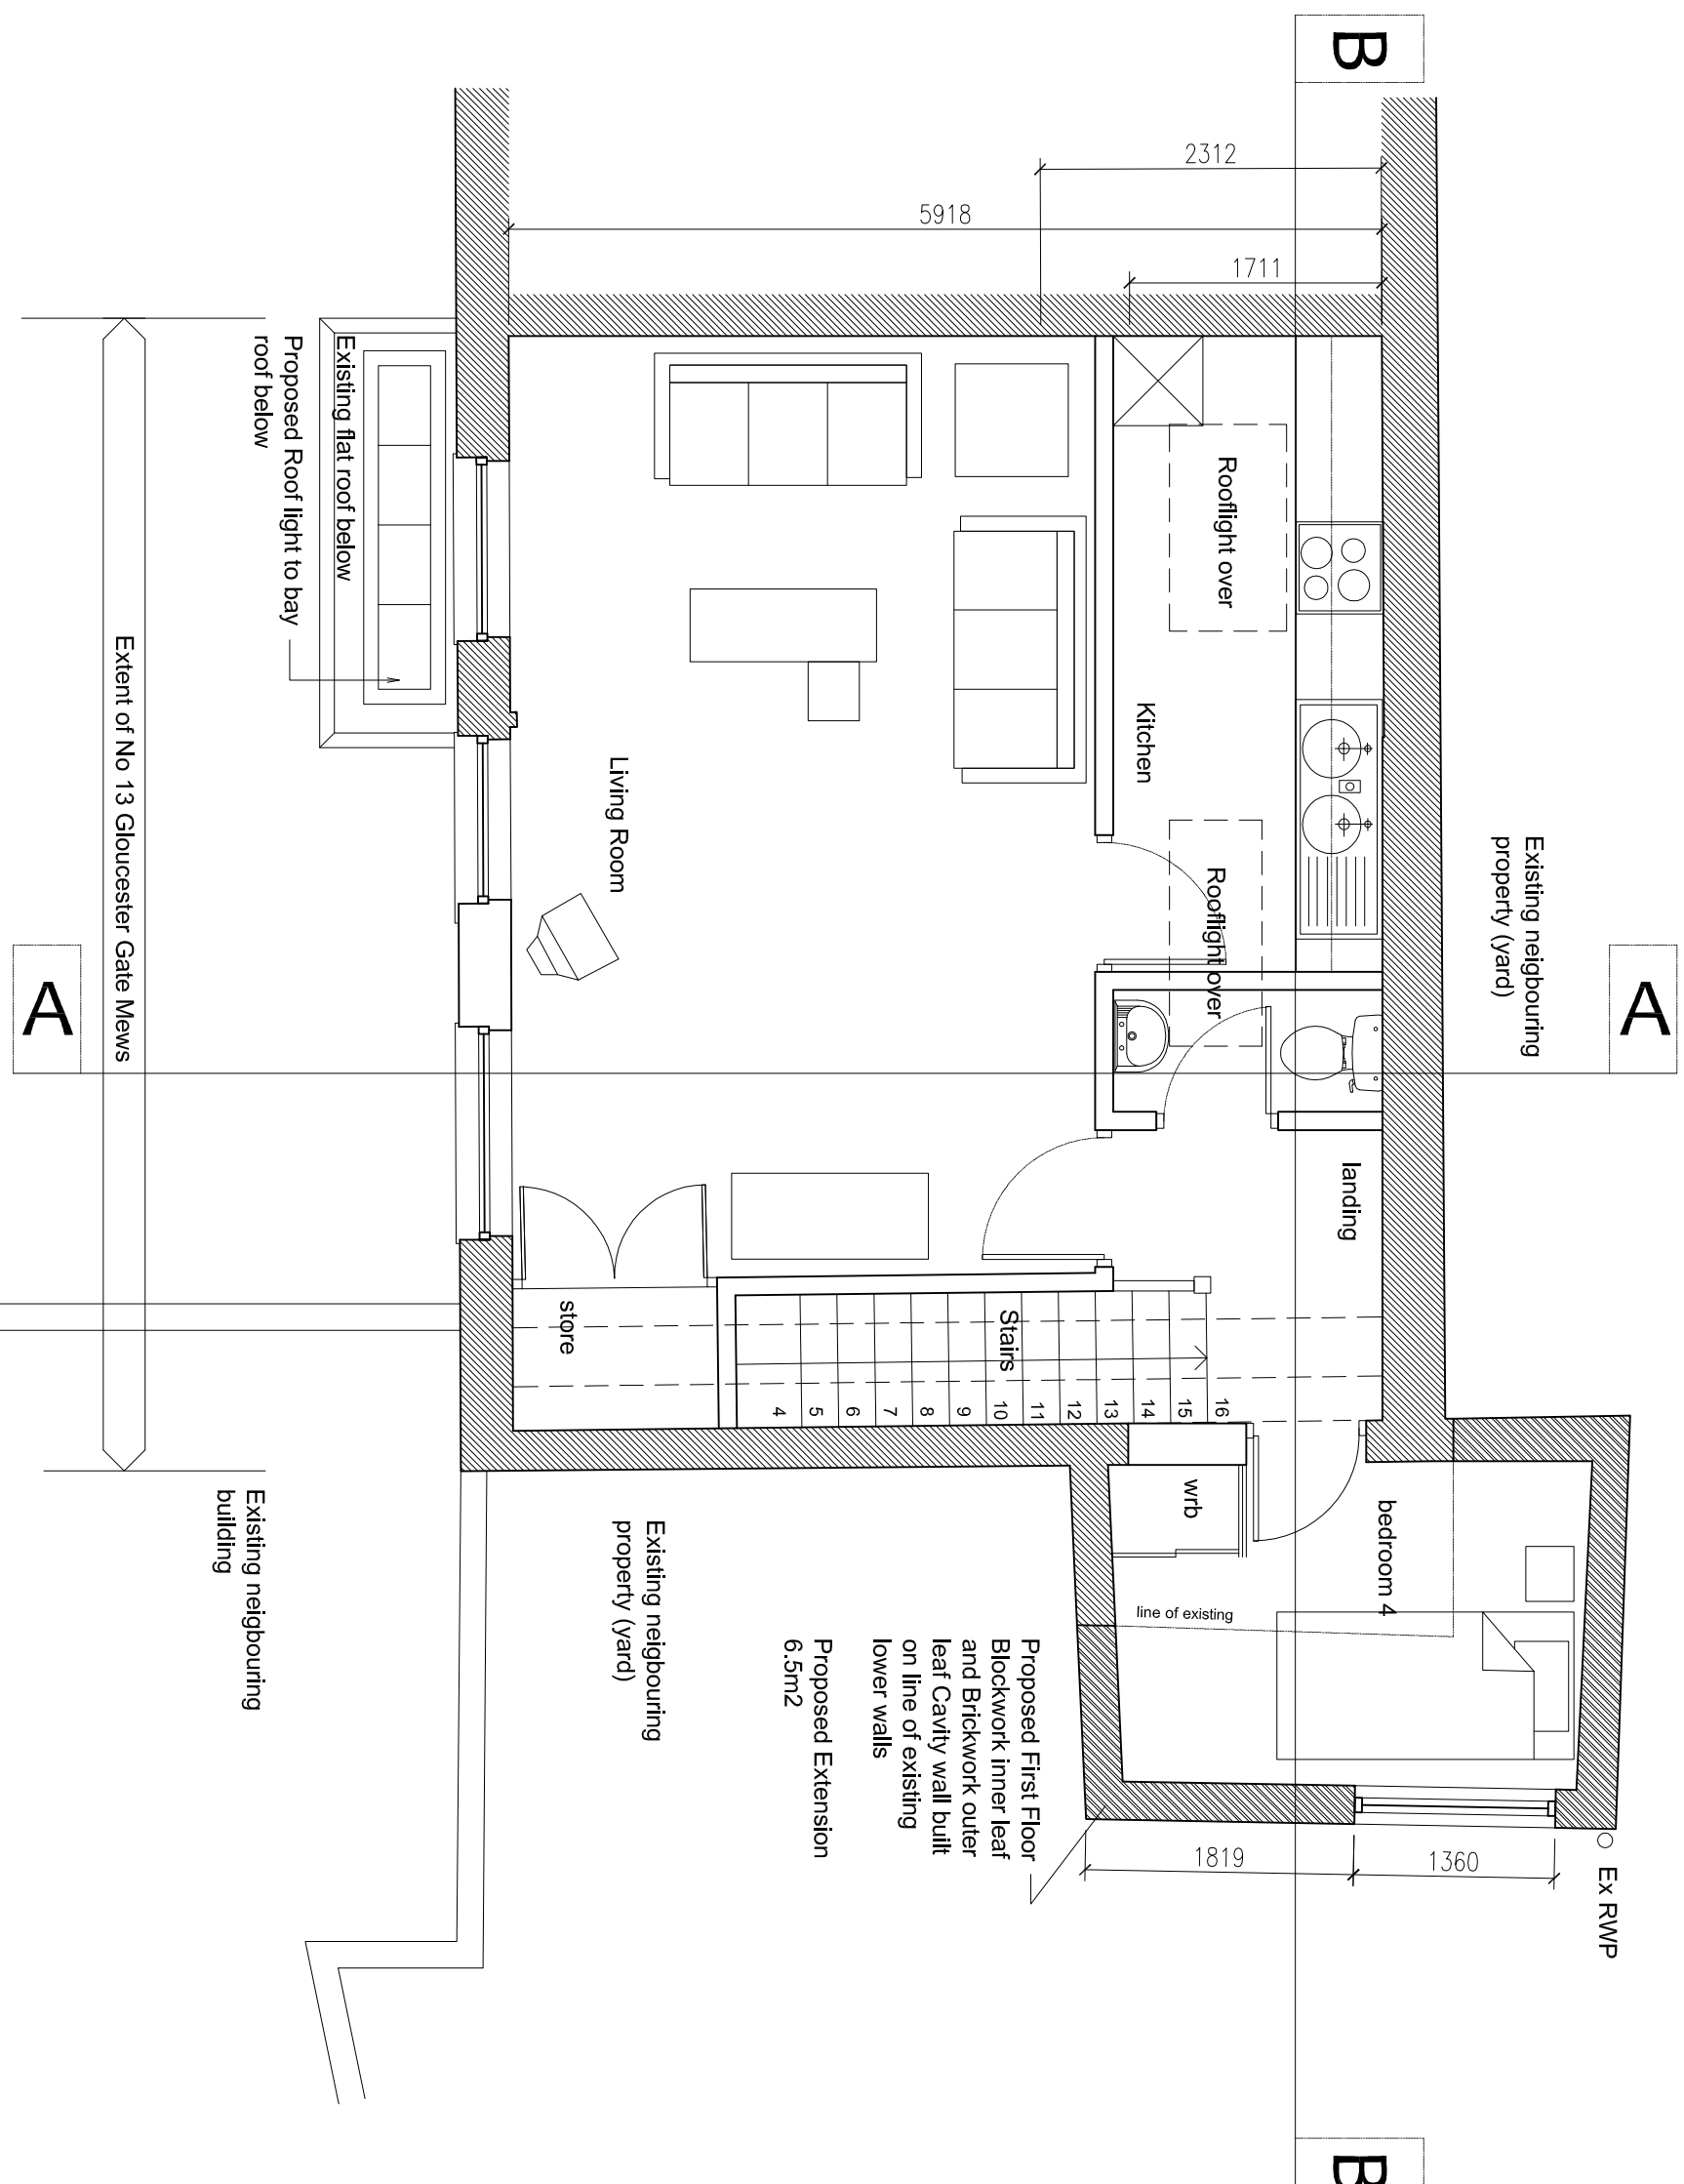 B
2312
5918
1711
Existing flat roof below
Proposed Roof light to bay
roof below
Extent of No 13 Gloucester Gate Mews
Rooflight over
Kitchen
Living Room
Rooflight over
Existing neigbouring
property (yard)
A
A
landing
store
Stairs
4
5
6
7
8
9
10
11
12
13
14
15
16
wrb
bedroom 4
line of existing
Existing neigbouring
building
Existing neigbouring
property (yard)
Proposed Extension
6.5m2
Proposed First Floor
Blockwork inner leaf
and Brickwork outer
leaf Cavity wall built
on line of existing
lower walls
1819
1360
Ex RWP
B